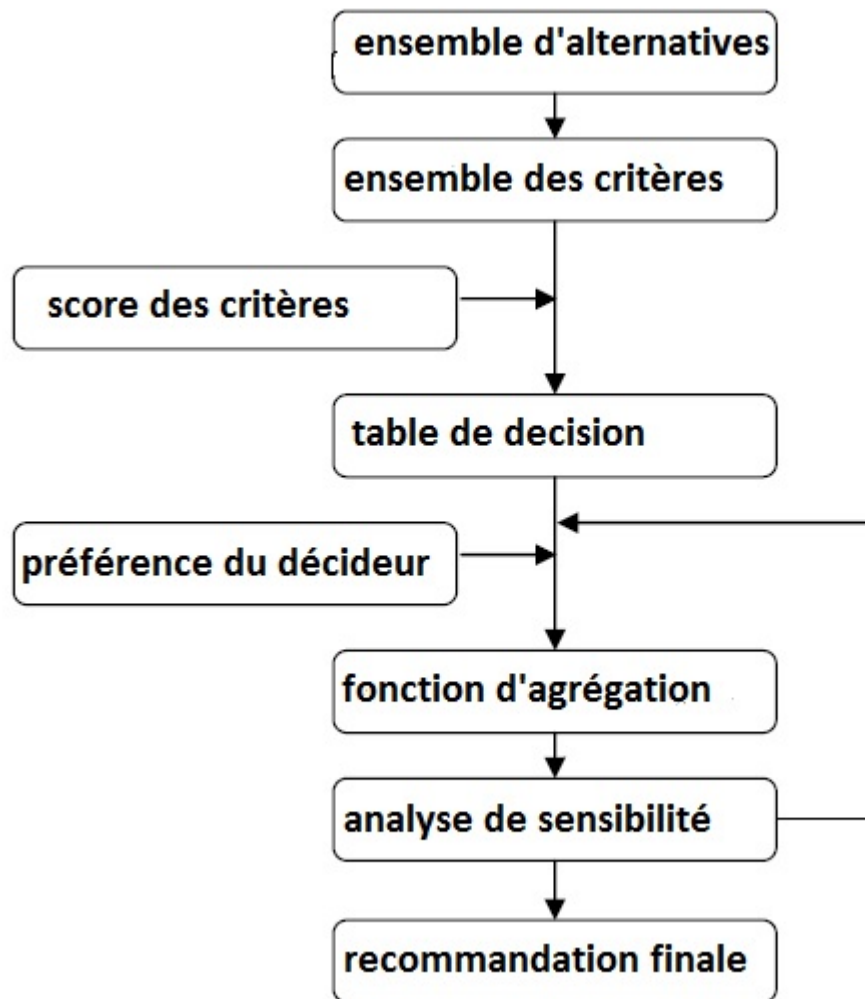 ensemble d'alternatives
ensemble des critères
score des critères
table de decision
préférence du décideur
fonction d'agrégation
analyse de sensibilité
recommandation finale